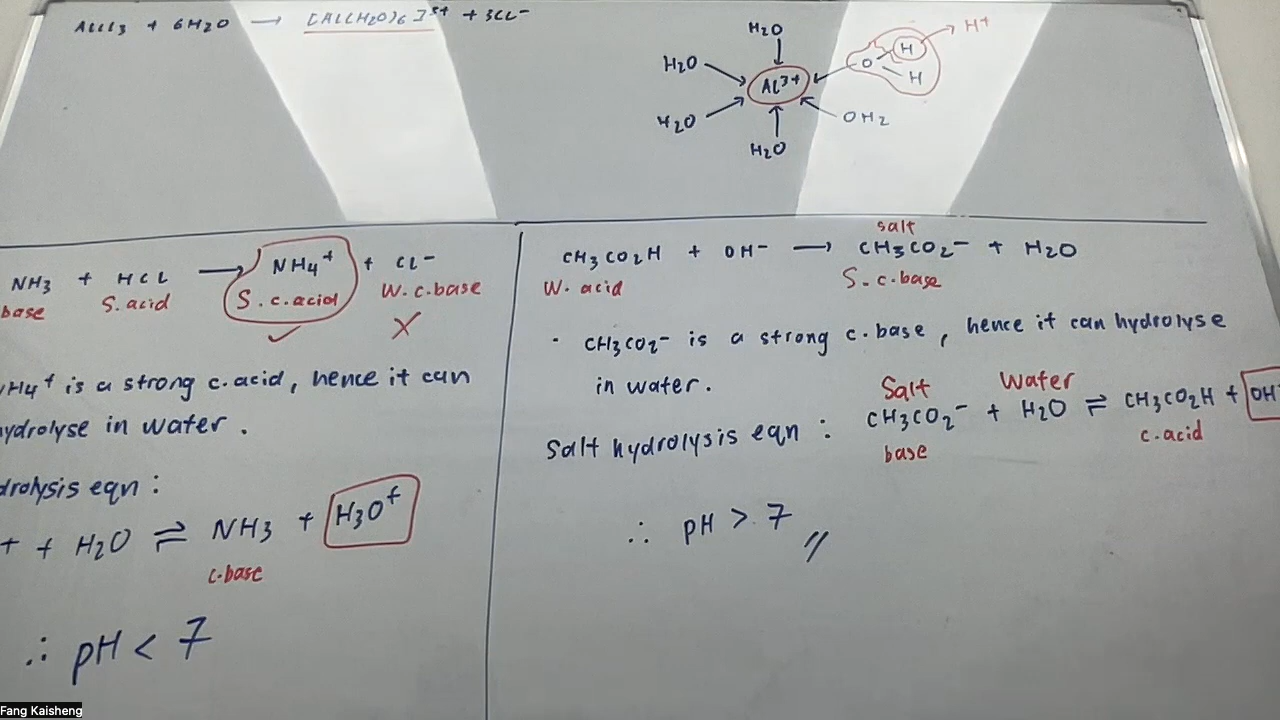 AlCl3 + 6H2O → [Al(H2O)6]3+ + 3Cl-
H2O
H2O
Al3+
O
H
H+
H
H2O
OH2
H2O
NH3 + HCl → NH4+ + Cl-
base S. acid S. c. acid W. c. base
✓ X
NH4+ is a strong c. acid, hence it can
hydrolyse in water.
drolysis eqn :
+ + H2O ⇌ NH3 + H3O+
c. base
∴ pH < 7
salt
CH3CO2H + OH- → CH3CO2- + H2O
W. acid S. c. base
· CH3CO2- is a strong c. base, hence it can hydrolyse
in water.
Salt Water
Salt hydrolysis eqn : CH3CO2- + H2O ⇌ CH3CO2H + OH
base c. acid
∴ pH > 7 //
Fang Kaisheng